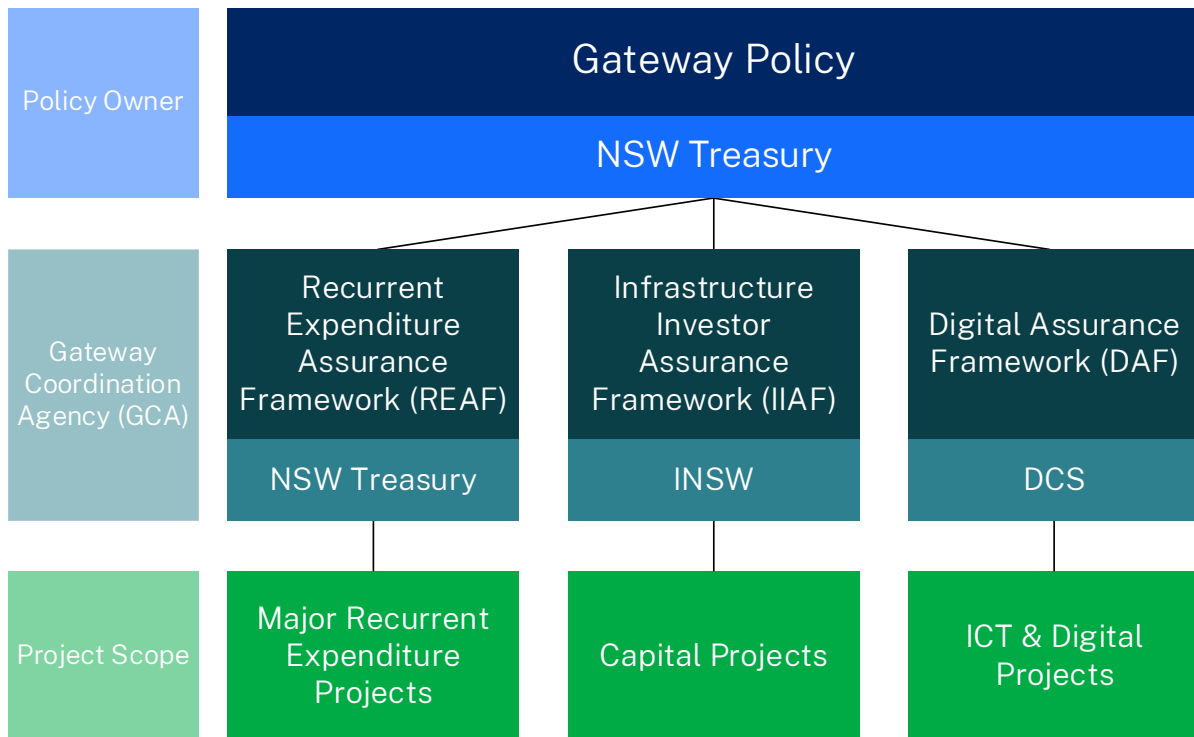 Policy Owner
Gateway Policy
NSW Treasury
Gateway
Coordination
Agency (GCA)
Recurrent
Expenditure
Assurance
Framework (REAF)
NSW Treasury
Infrastructure
Investor
Assurance
Framework (IIAF)
INSW
Digital Assurance
Framework (DAF)
DCS
Project Scope
Major Recurrent
Expenditure
Projects
Capital Projects
ICT & Digital
Projects